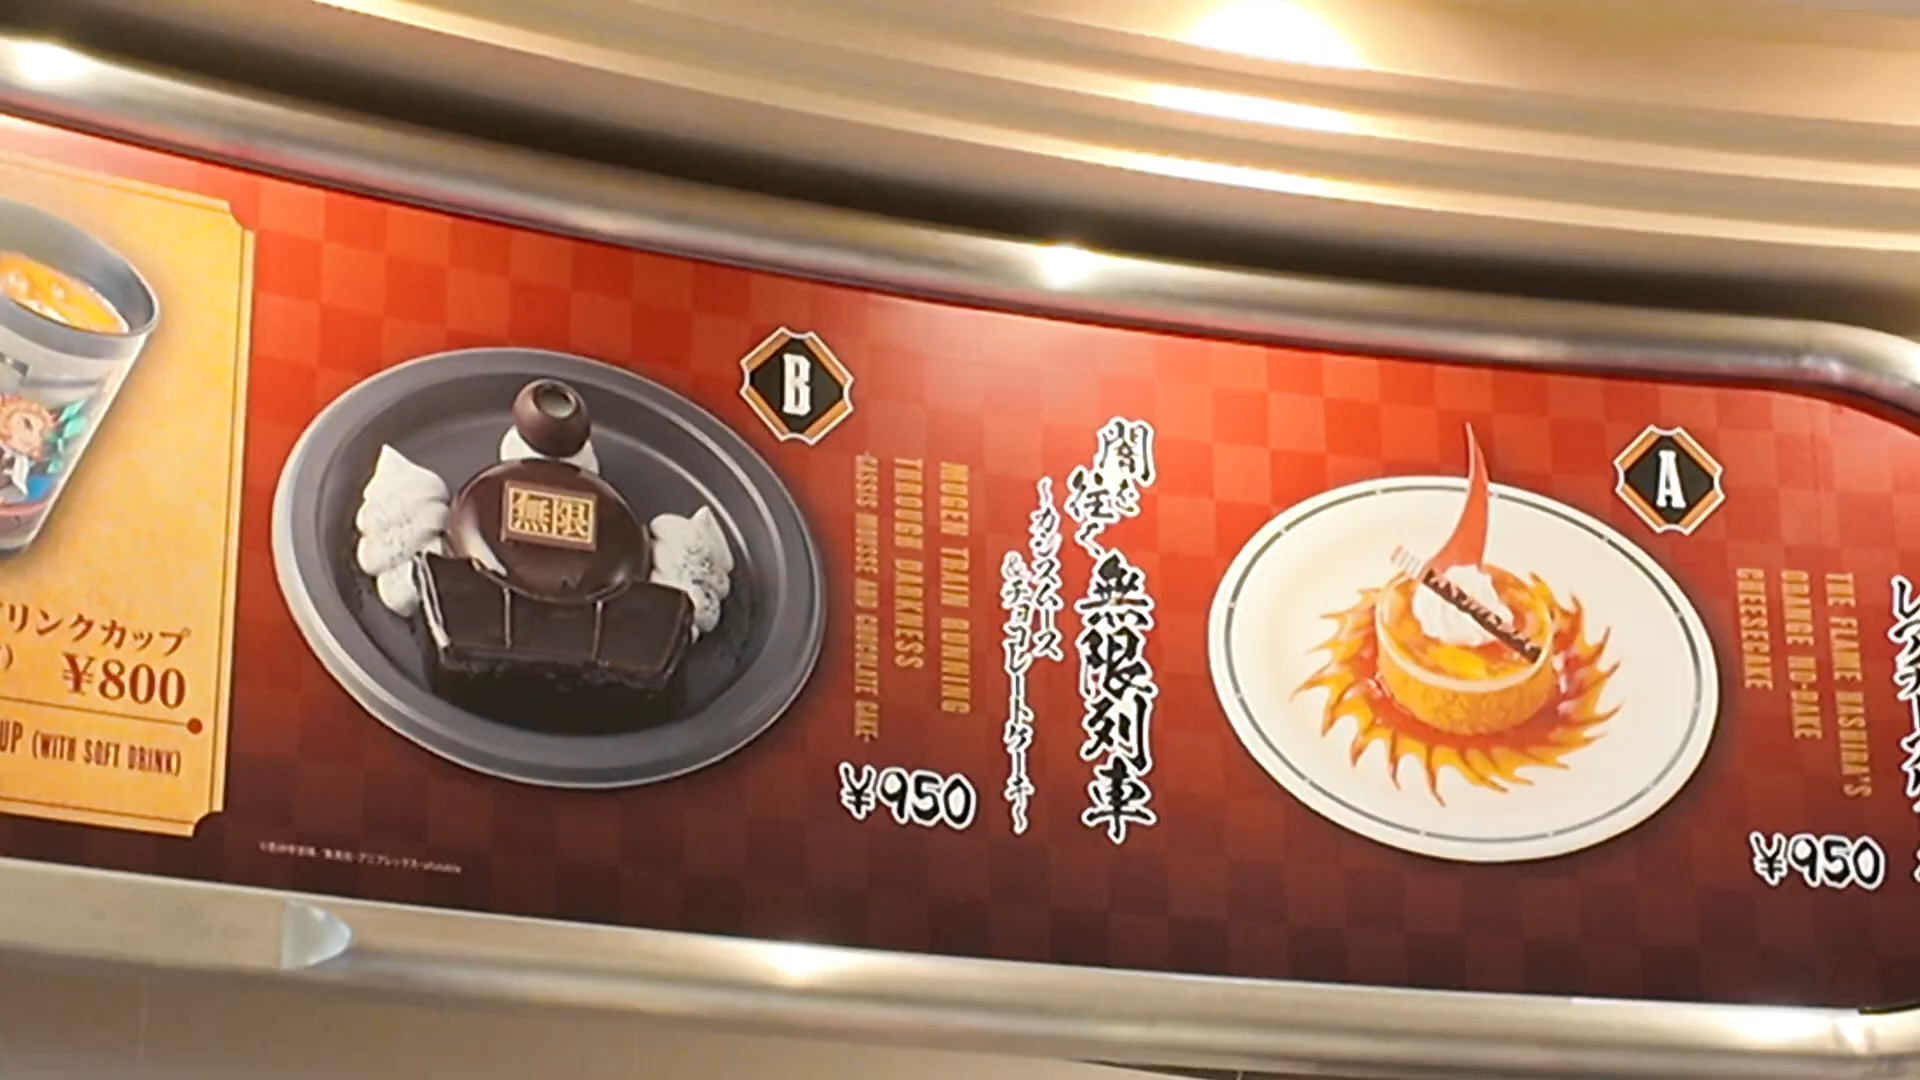 リンクカップ
¥800
UP (WITH SOFT DRINK)
無限
B
闇を往く無限列車
~カシスムース
&チョコレートケーキ~
MUGEN TRAIN RUNNING
THROUGH DARKNESS
-CASSIS MOUSSE AND CHOCOLATE CAKE-
¥950
A
THE FLAME HASHIRA'S
ORANGE NO-BAKE
CHEESECAKE
¥950